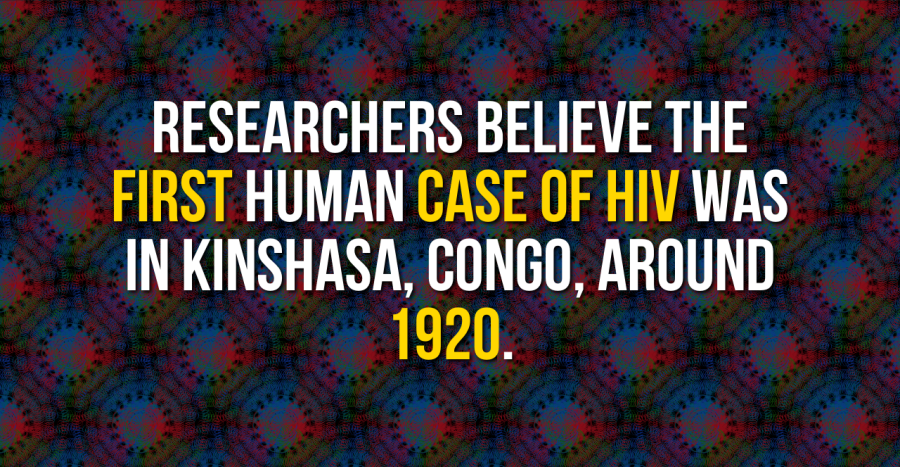 RESEARCHERS BELIEVE THE
FIRST HUMAN CASE OF HIV WAS
IN KINSHASA, CONGO, AROUND
1920.